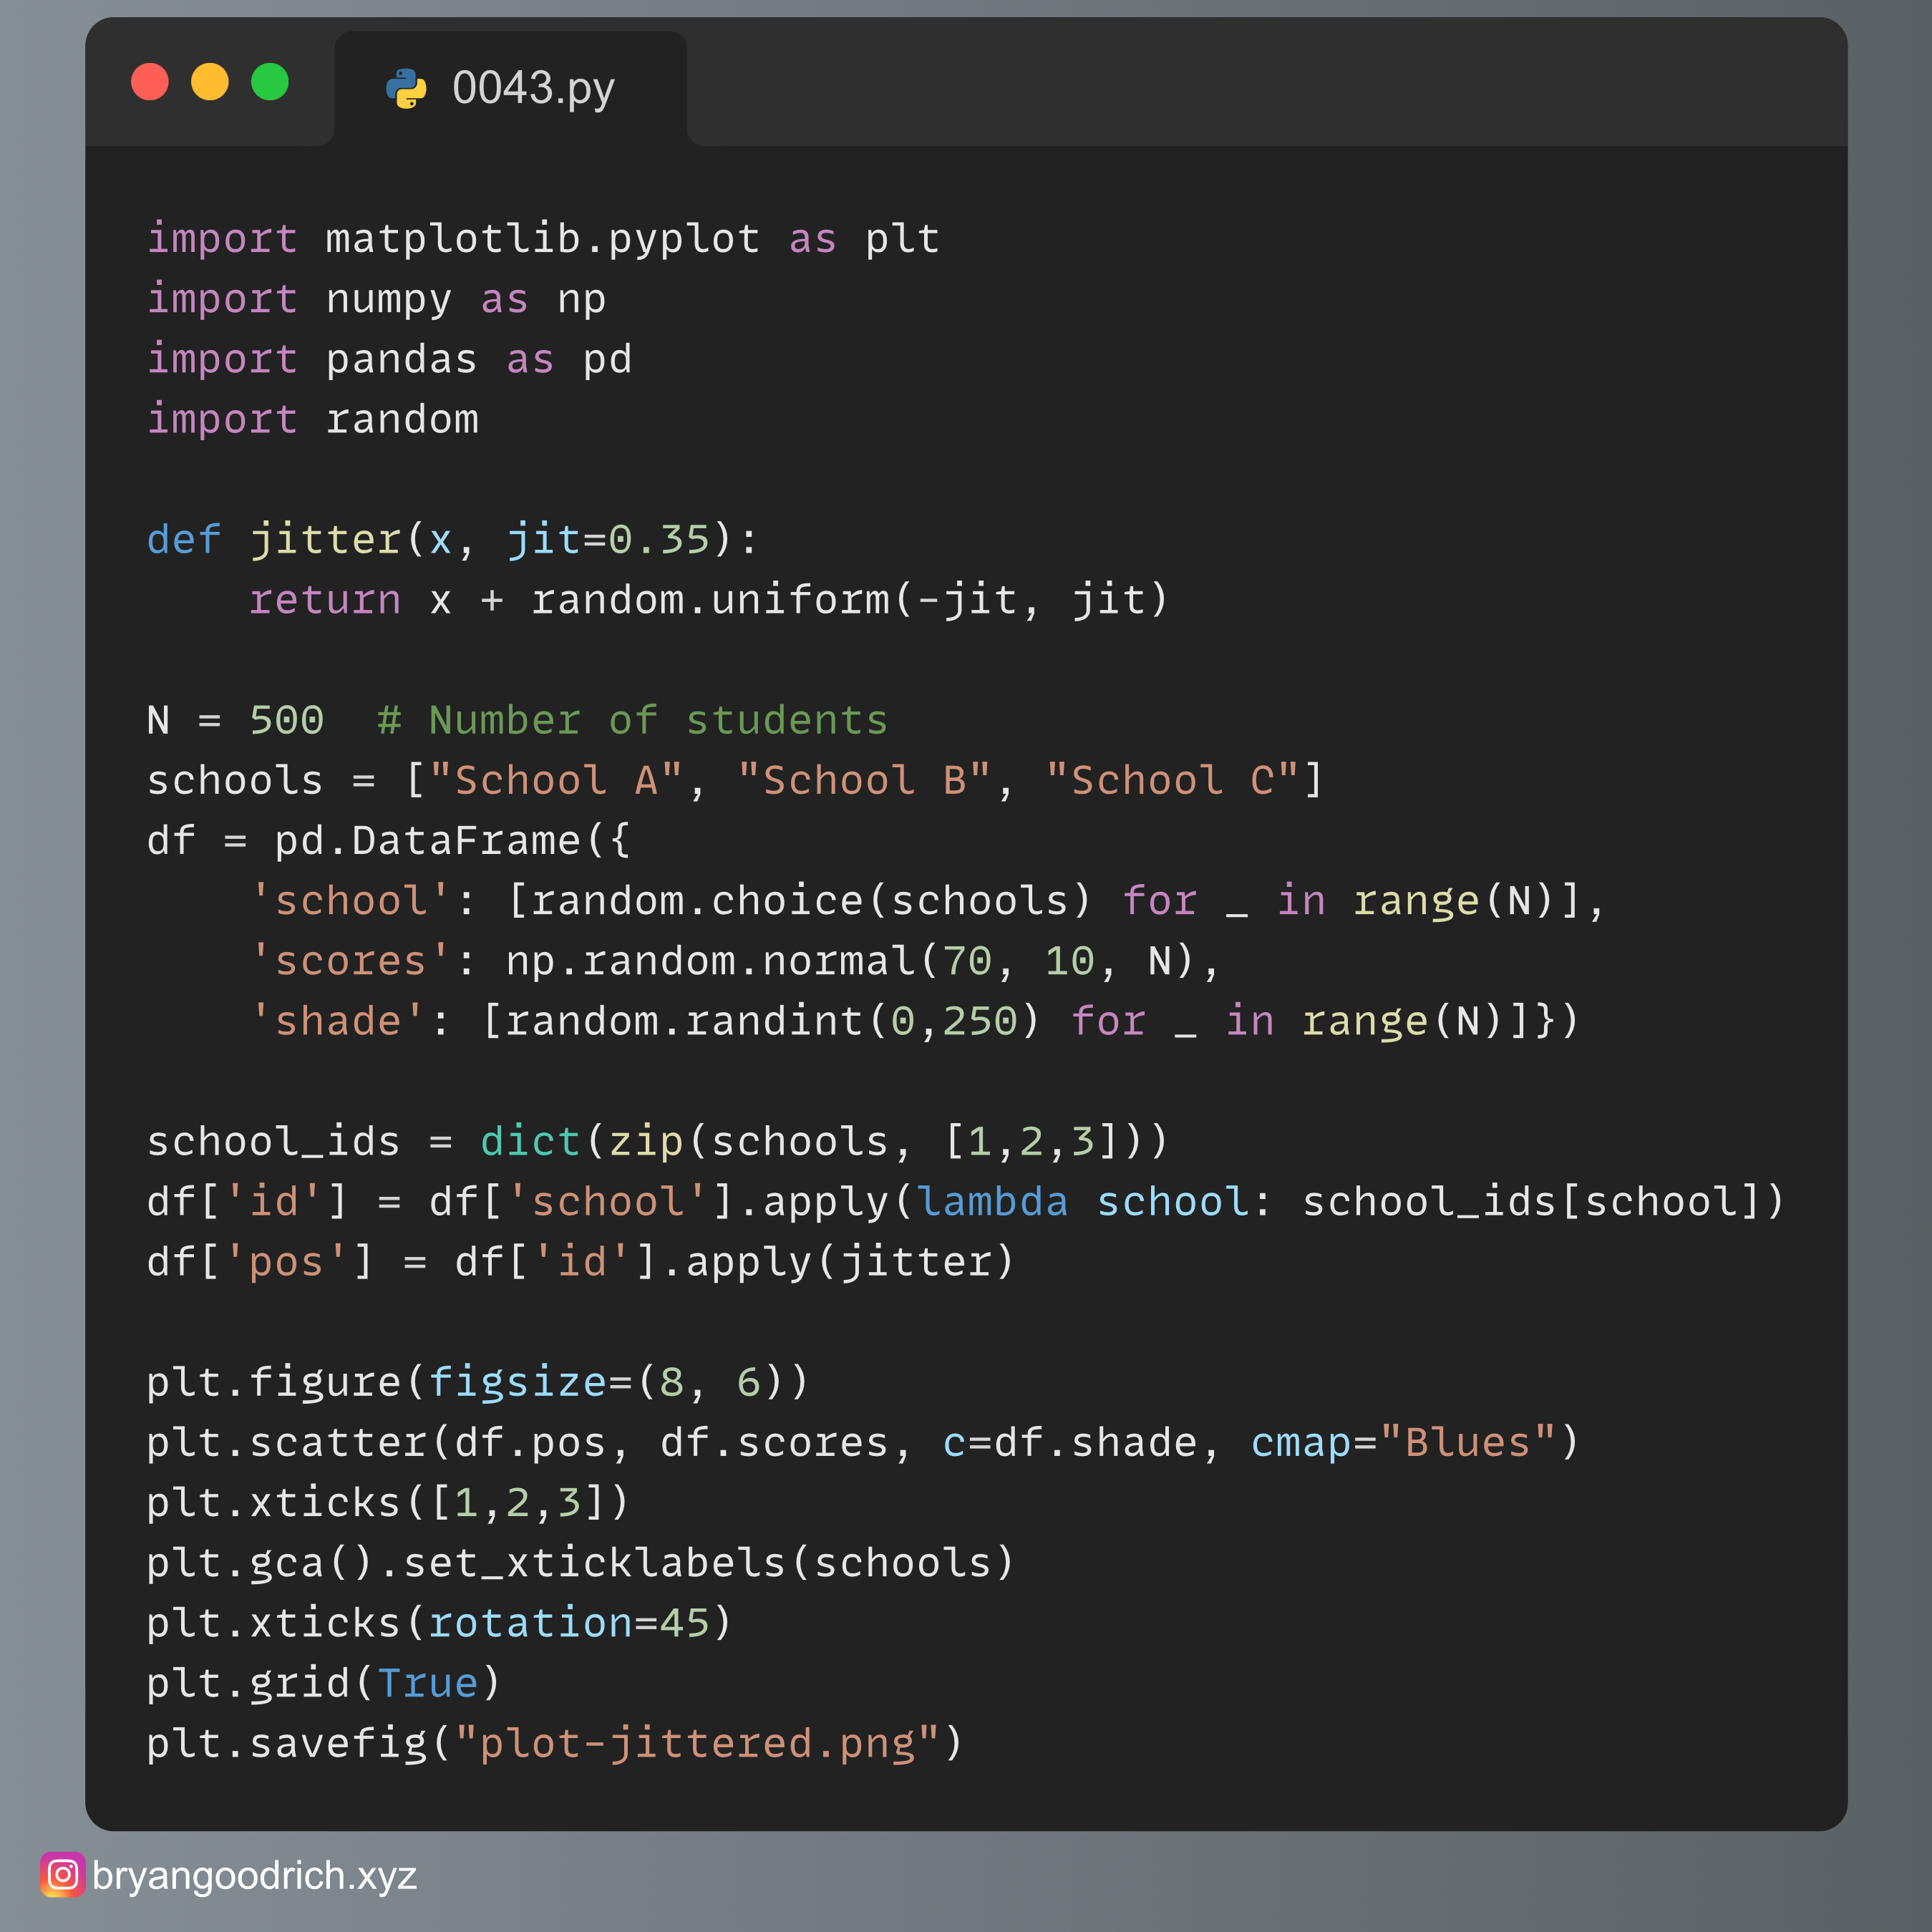 0043.py
import matplotlib.pyplot as plt
import numpy as np
import pandas as pd
import random

def jitter(x, jit=0.35):
    return x + random.uniform(-jit, jit)

N = 500  # Number of students
schools = ["School A", "School B", "School C"]
df = pd.DataFrame({
    'school': [random.choice(schools) for _ in range(N)],
    'scores': np.random.normal(70, 10, N),
    'shade': [random.randint(0,250) for _ in range(N)]})

school_ids = dict(zip(schools, [1,2,3]))
df['id'] = df['school'].apply(lambda school: school_ids[school])
df['pos'] = df['id'].apply(jitter)

plt.figure(figsize=(8, 6))
plt.scatter(df.pos, df.scores, c=df.shade, cmap="Blues")
plt.xticks([1,2,3])
plt.gca().set_xticklabels(schools)
plt.xticks(rotation=45)
plt.grid(True)
plt.savefig("plot-jittered.png")
bryangoodrich.xyz